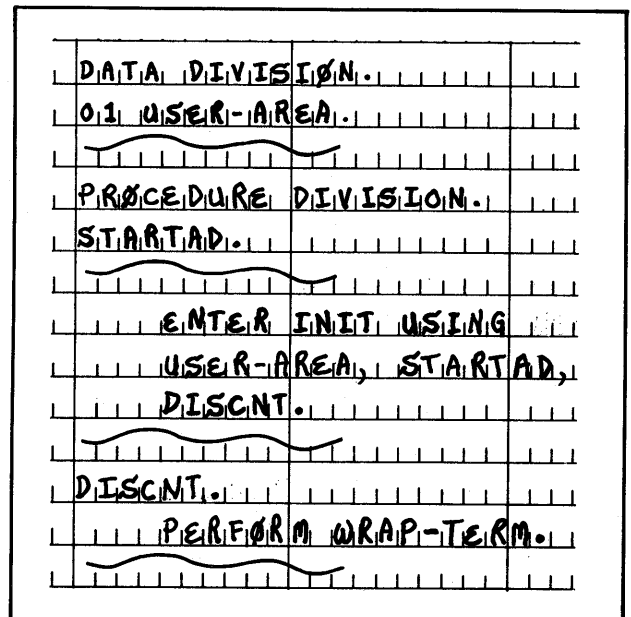 DATA DIVISIØN.
01 USER-AREA.
PRØCEDURE DIVISION.
STARTAD.
ENTER INIT USING
USER-AREA, STARTAD,
DISCNT.
DISCNT.
PERFØRM WRAP-TERM.